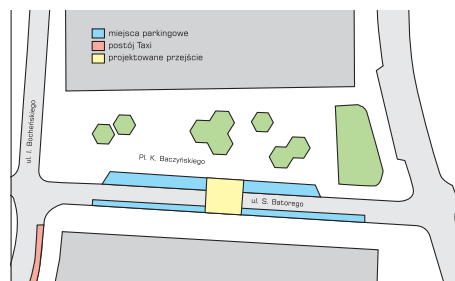 miejsca parkingowe
postój Taxi
projektowane przejście
ul. I. Bocheńskiego
Pl. K. Baczyńskiego
ul. S. Batorego